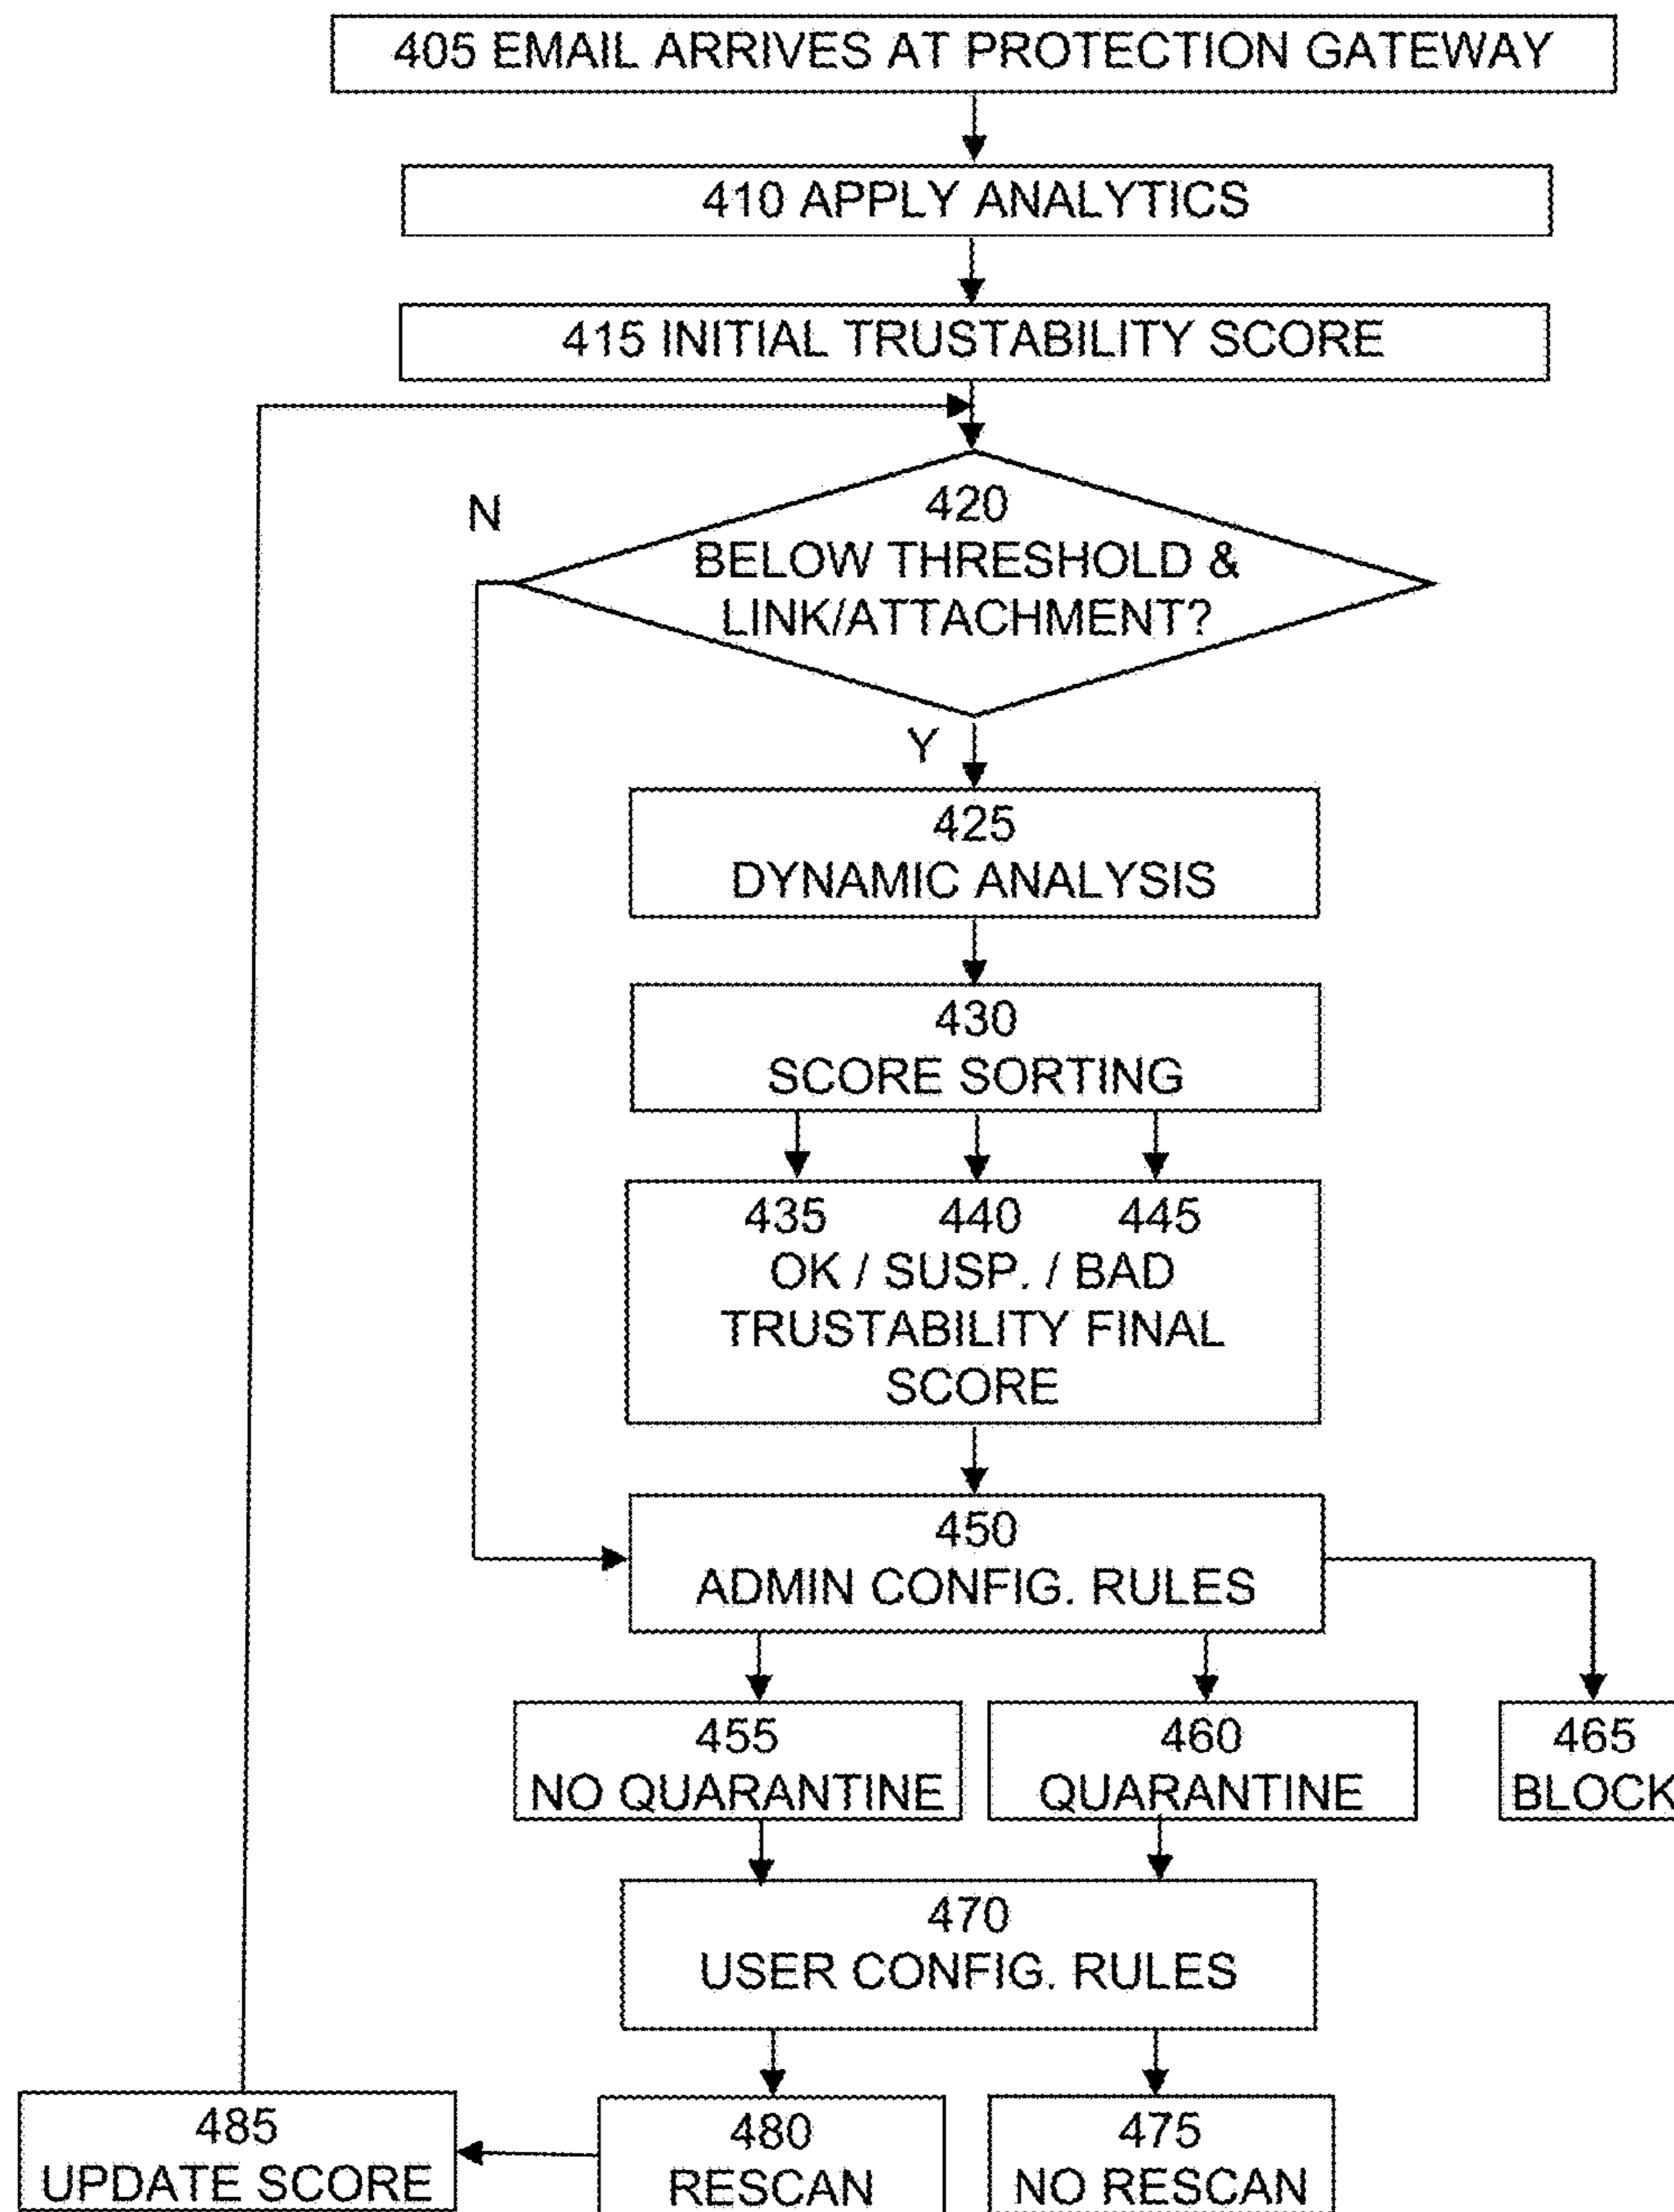 405 EMAIL ARRIVES AT PROTECTION GATEWAY
410 APPLY ANALYTICS
415 INITIAL TRUSTABILITY SCORE
N
420
BELOW THRESHOLD &
LINK/ATTACHMENT?
Y
425
DYNAMIC ANALYSIS
430
SCORE SORTING
435 440 445
OK / SUSP. / BAD
TRUSTABILITY FINAL
SCORE
450
ADMIN CONFIG. RULES
455
NO QUARANTINE
460
QUARANTINE
465
BLOCK
470
USER CONFIG. RULES
485
UPDATE SCORE
480
RESCAN
475
NO RESCAN